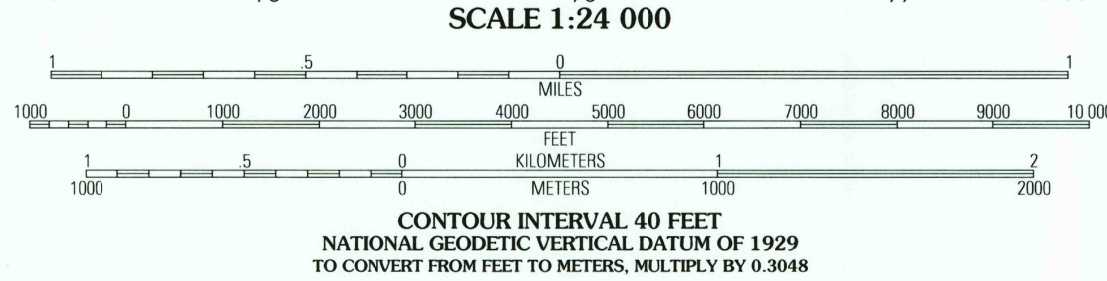 SCALE 1:24 000
1 .5 0 1
MILES
1000 0 1000 2000 3000 4000 5000 6000 7000 8000 9000 10 000
FEET
1 .5 0 KILOMETERS 1 2
1000 0 METERS 1000 2000
CONTOUR INTERVAL 40 FEET
NATIONAL GEODETIC VERTICAL DATUM OF 1929
TO CONVERT FROM FEET TO METERS, MULTIPLY BY 0.3048